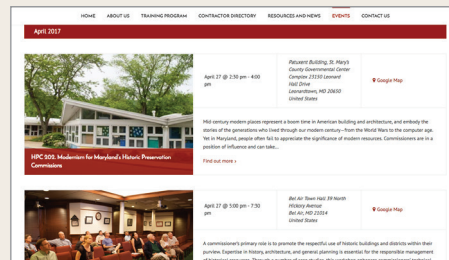 HOME ABOUT US TRAINING PROGRAM CONTRACTOR DIRECTORY RESOURCES AND NEWS EVENTS CONTACT US
April 2017
HPC 202. Modernism for Maryland's Historic Preservation
Commissions
April 27 @ 2:30 pm - 4:00
pm
Patuxent Building, St. Mary's
County Governmental Center
Complex 23150 Leonard
Hall Drive
Leonardtown, MD 20650
United States
Google Map
Mid century modern places represent a boom time in American building and architecture, and embody the
stories of the generations who lived through our modern century—from the World Wars to the computer age.
Yet in Maryland, people often fail to appreciate the significance of modern resources. Commissioners are in a
position of influence and can take...
Find out more ›
April 27 @ 5:00 pm - 7:30
pm
Bel Air Town Hall 39 North
Hickory Avenue
Bel Air, MD 21014
United States
Google Map
A commissioner's primary role is to promote the respectful use of historic buildings and districts within their
purview. Expertise in history, architecture, and general planning is essential for the responsible management